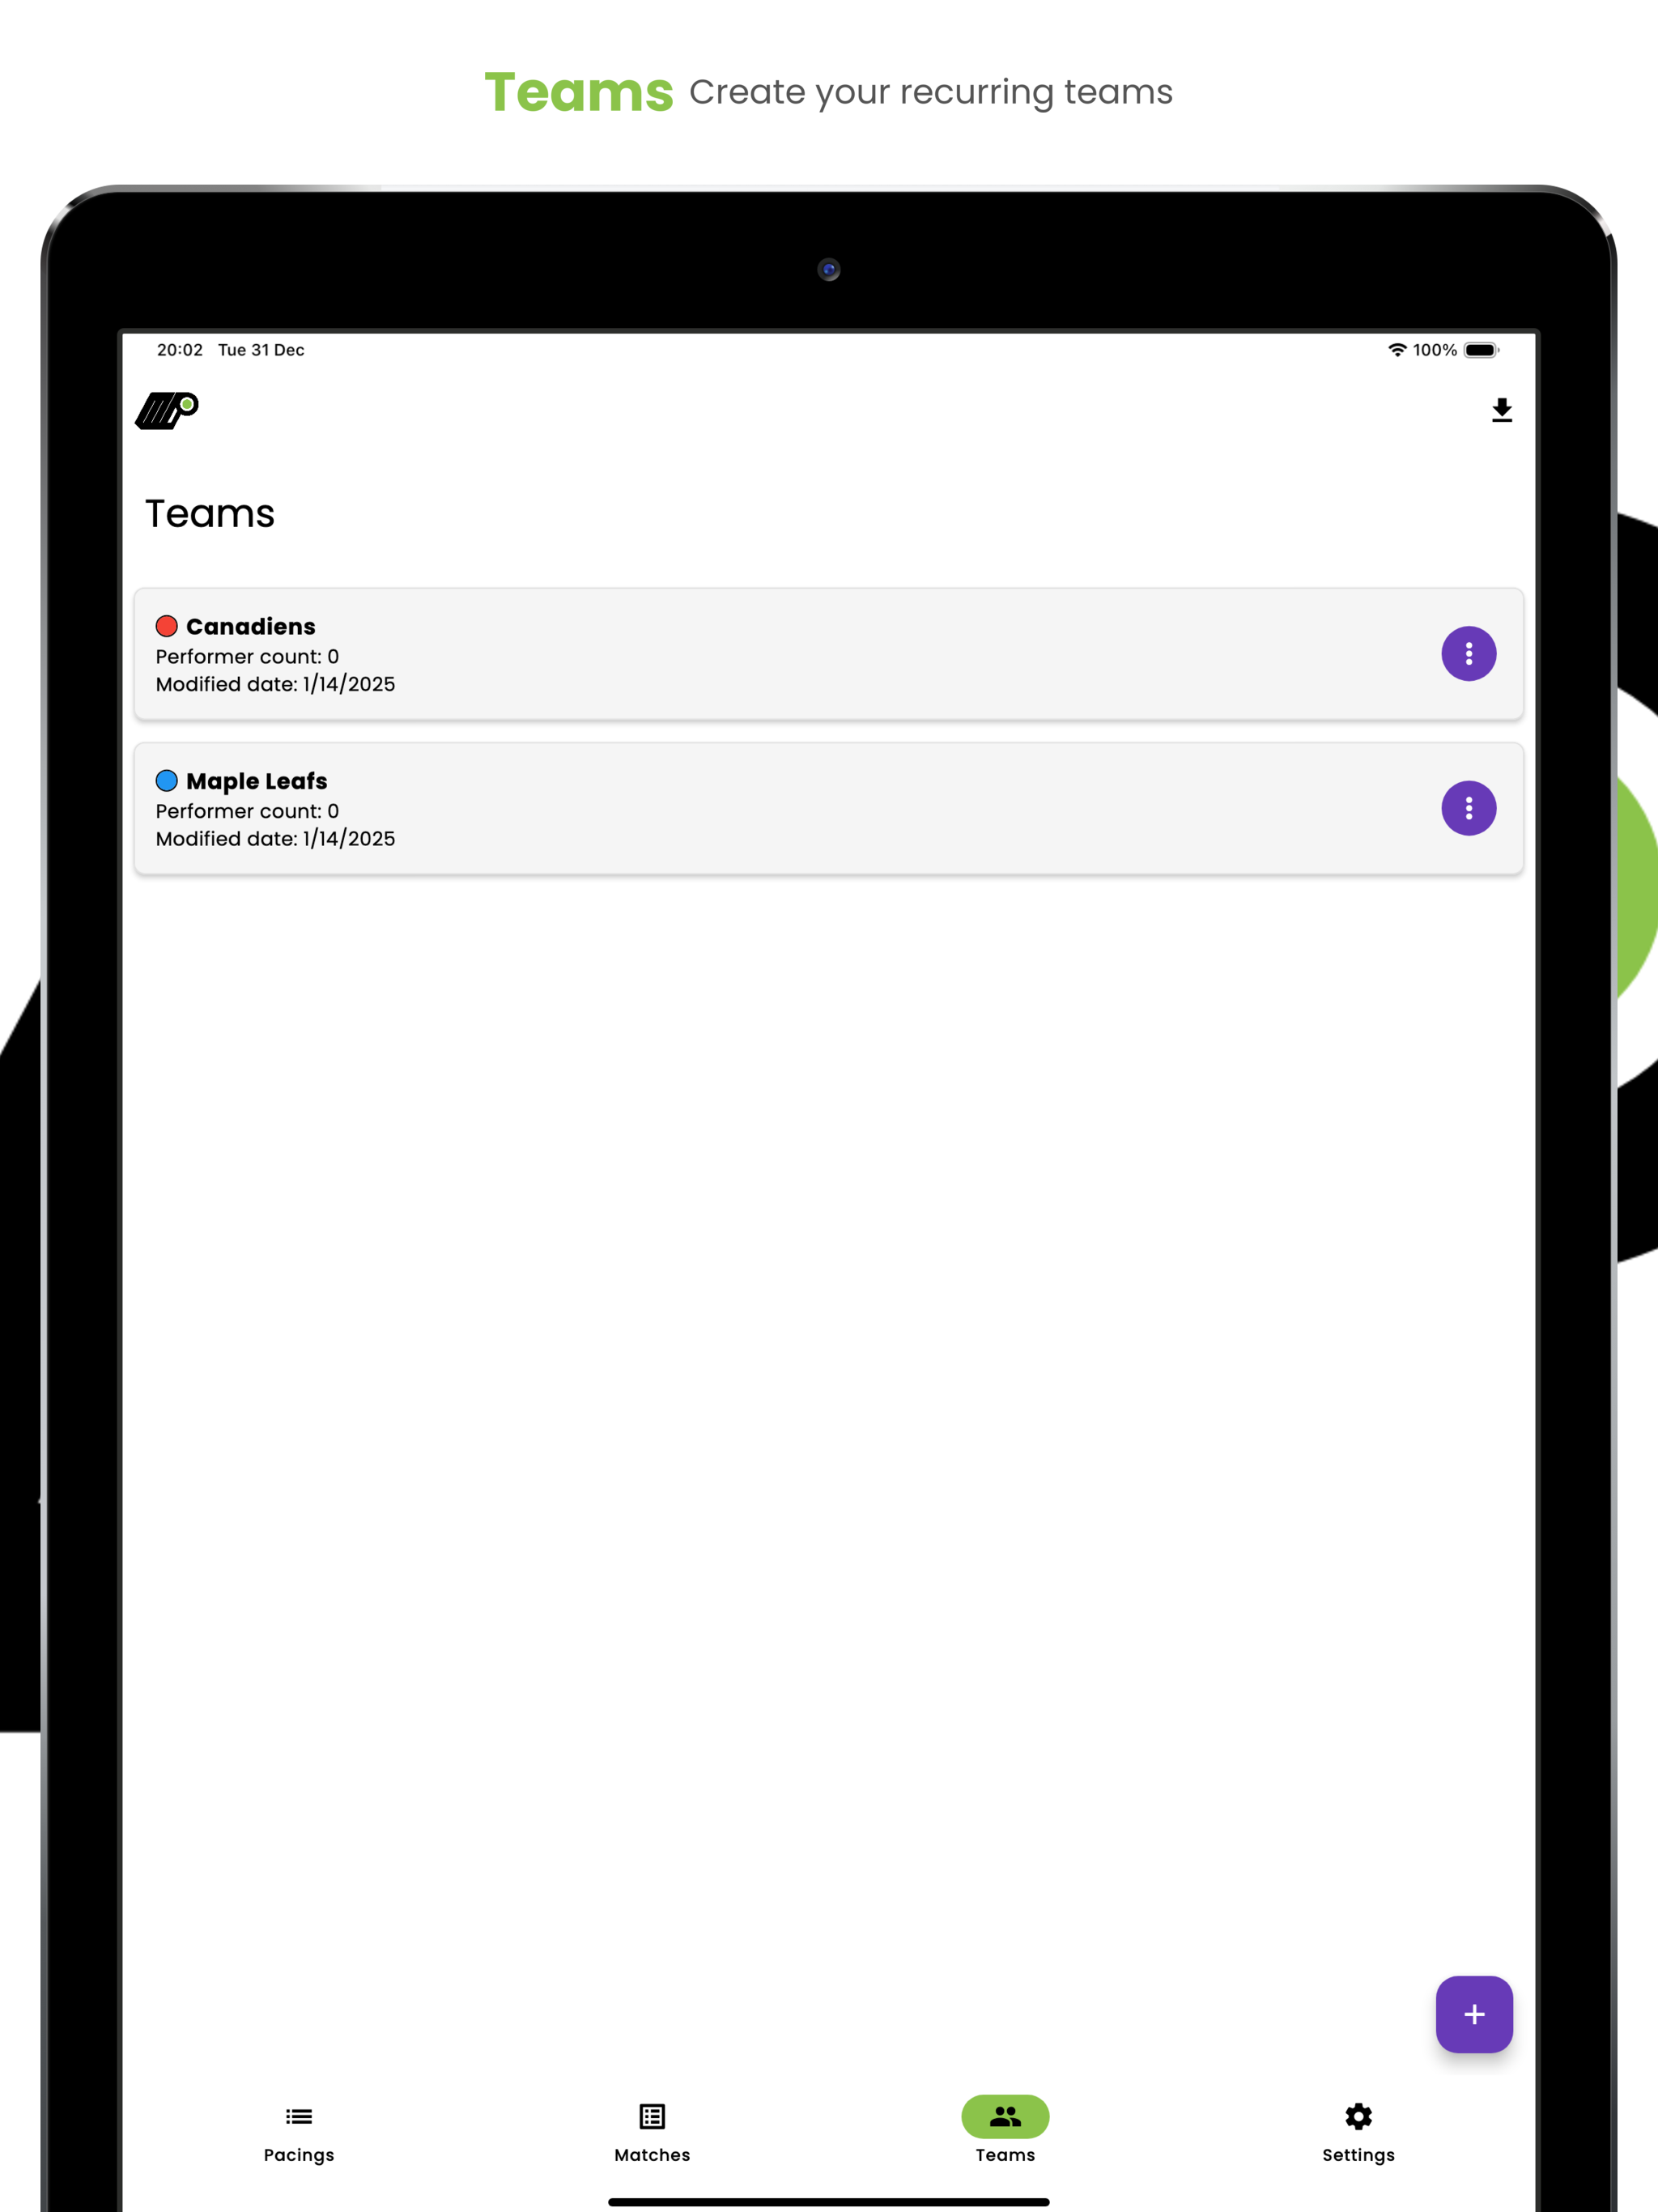 Teams Create your recurring teams
20:02 Tue 31 Dec 100%
Teams
Canadiens
Performer count: 0
Modified date: 1/14/2025
Maple Leafs
Performer count: 0
Modified date: 1/14/2025
+
Pacings Matches Teams Settings